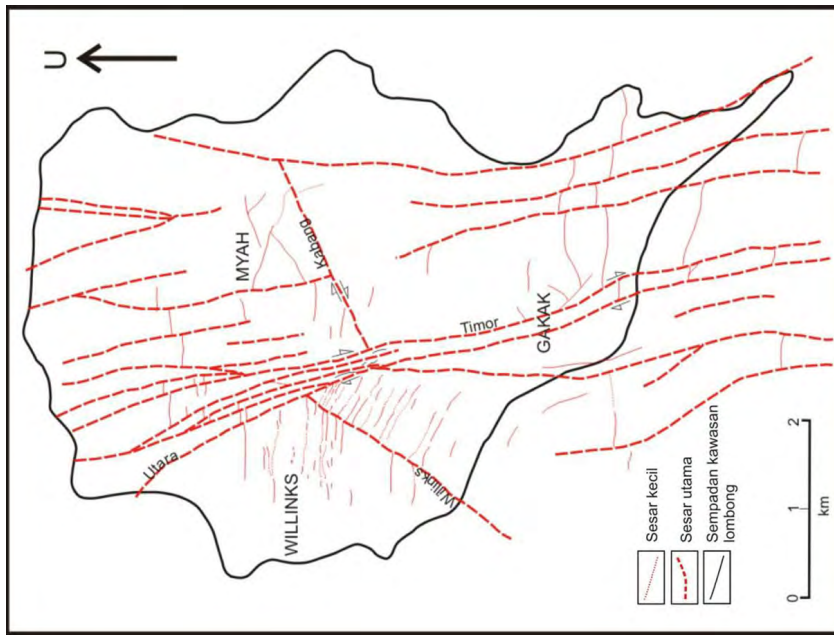 U
MYAH
Kabang
Timor
GAKAK
Utara
WILLINKS
Willinks
Sesar kecil
Sesar utama
Sempadan kawasan
lombong
0 1 2
km